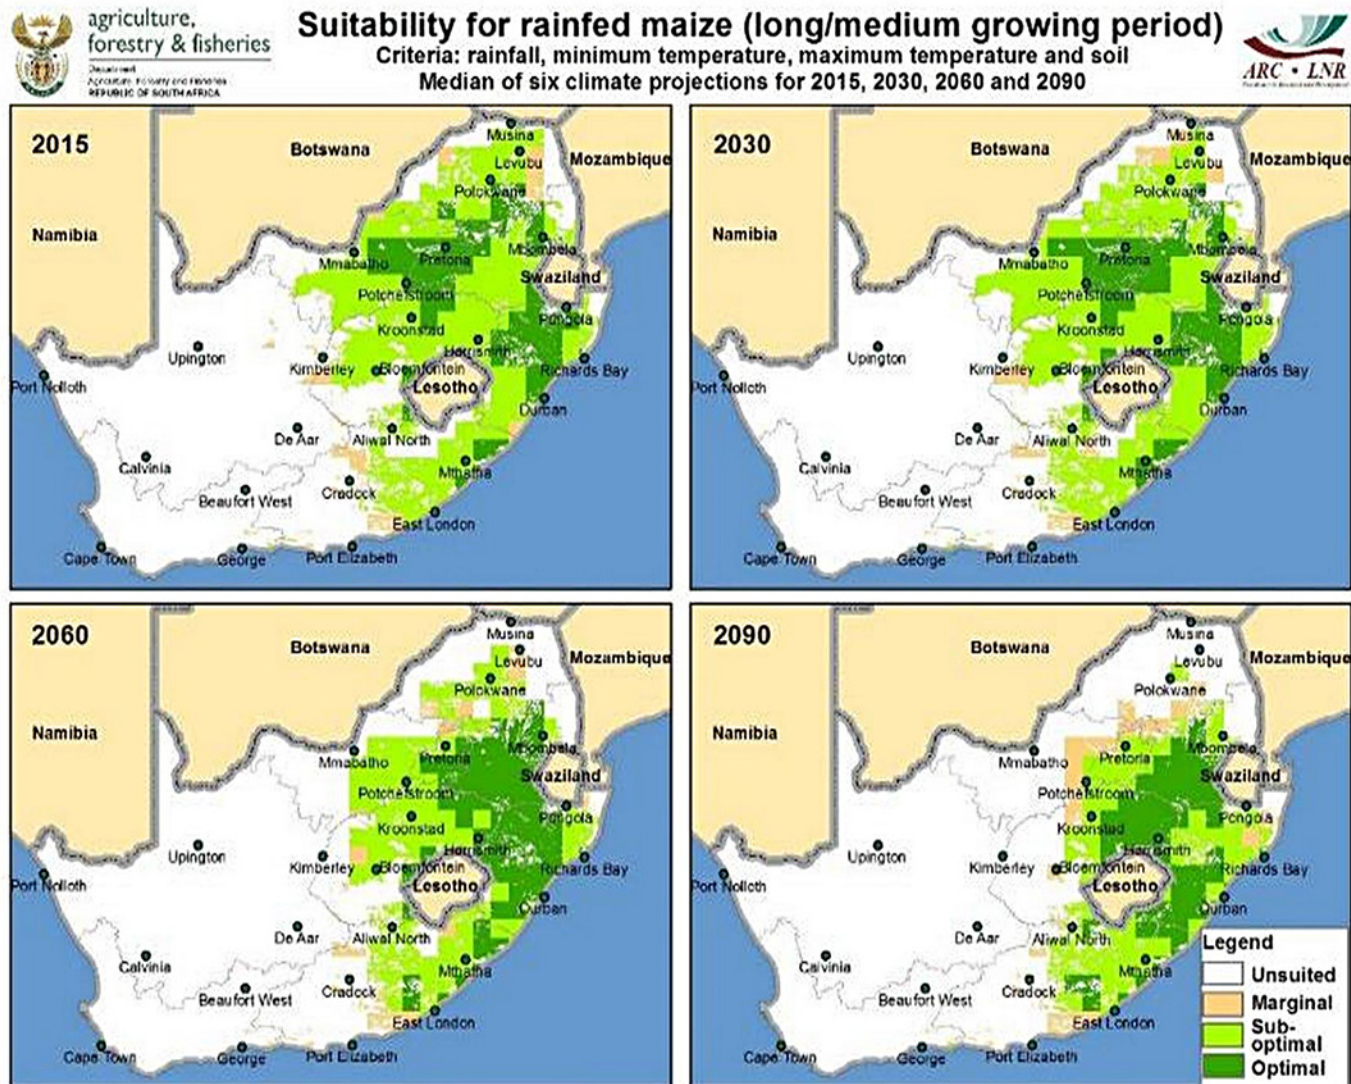 agriculture,
forestry & fisheries
Department
Agriculture, Forestry and Fisheries
REPUBLIC OF SOUTH AFRICA
Suitability for rainfed maize (long/medium growing period)
Criteria: rainfall, minimum temperature, maximum temperature and soil
Median of six climate projections for 2015, 2030, 2060 and 2090
ARC • LNR
2015
Botswana
Musina
Levubu
Mozambique
Polokwane
Namibia
Mbombela
Mmabatho
Pretoria
Swaziland
Potchefstroom
Kroonstad
Pongola
Upington
Harrismith
Kimberley
Bloemfontein
Richards Bay
Port Nolloth
Lesotho
Durban
De Aar
Aliwal North
Calvinia
Mthatha
Beaufort West
Cradock
East London
Cape Town
George
Port Elizabeth
2030
Botswana
Musina
Levubu
Mozambique
Polokwane
Namibia
Mbombela
Mmabatho
Pretoria
Swaziland
Potchefstroom
Kroonstad
Pongola
Upington
Harrismith
Kimberley
Bloemfontein
Richards Bay
Port Nolloth
Lesotho
Durban
De Aar
Aliwal North
Calvinia
Mthatha
Beaufort West
Cradock
East London
Cape Town
George
Port Elizabeth
2060
Botswana
Musina
Levubu
Mozambique
Polokwane
Namibia
Mbombela
Mmabatho
Pretoria
Swaziland
Potchefstroom
Kroonstad
Pongola
Upington
Harrismith
Kimberley
Bloemfontein
Richards Bay
Port Nolloth
Lesotho
Durban
De Aar
Aliwal North
Calvinia
Mthatha
Beaufort West
Cradock
East London
Cape Town
George
Port Elizabeth
2090
Botswana
Musina
Levubu
Mozambique
Polokwane
Namibia
Mbombela
Mmabatho
Pretoria
Swaziland
Potchefstroom
Kroonstad
Pongola
Upington
Harrismith
Kimberley
Bloemfontein
Richards Bay
Port Nolloth
Lesotho
Durban
De Aar
Aliwal North
Calvinia
Mthatha
Beaufort West
Cradock
East London
Cape Town
George
Port Elizabeth
Legend
Unsuited
Marginal
Sub-
optimal
Optimal